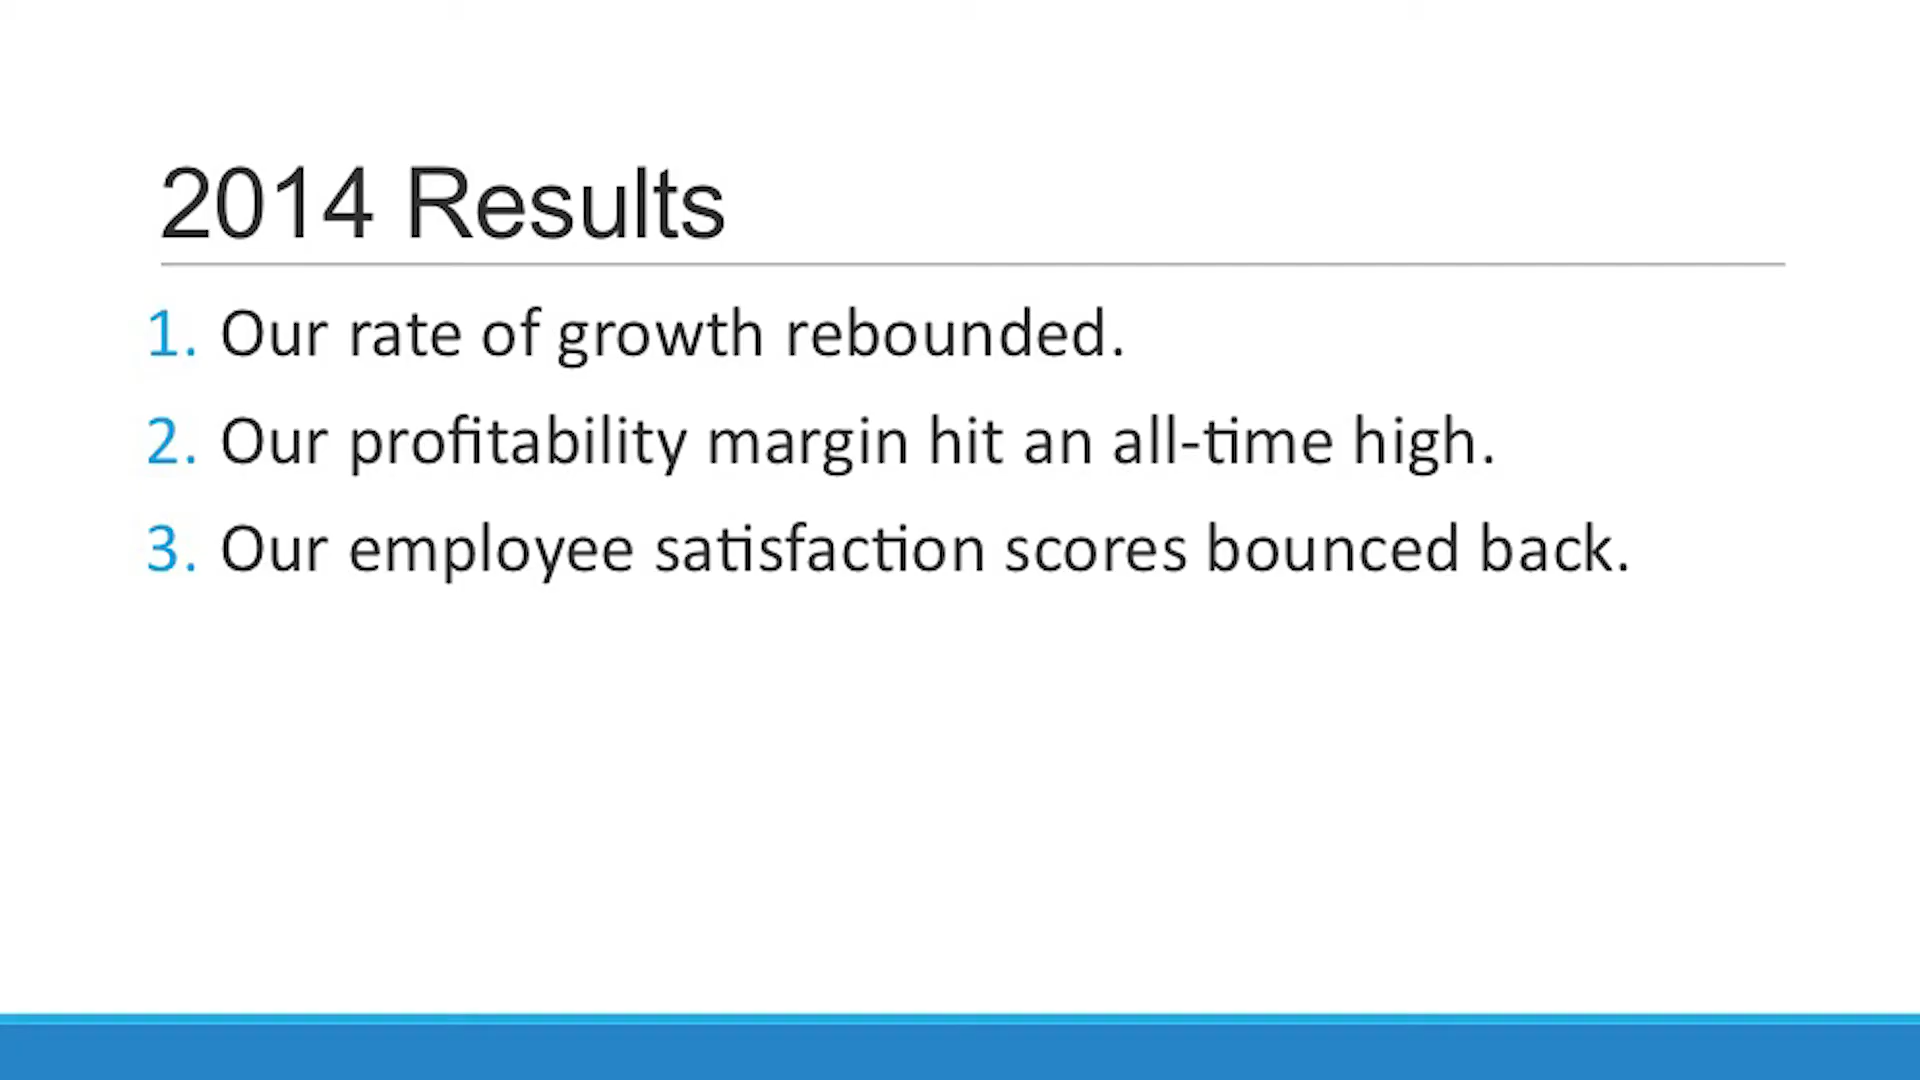 2014 Results
1. Our rate of growth rebounded.
2. Our profitability margin hit an all-time high.
3. Our employee satisfaction scores bounced back.